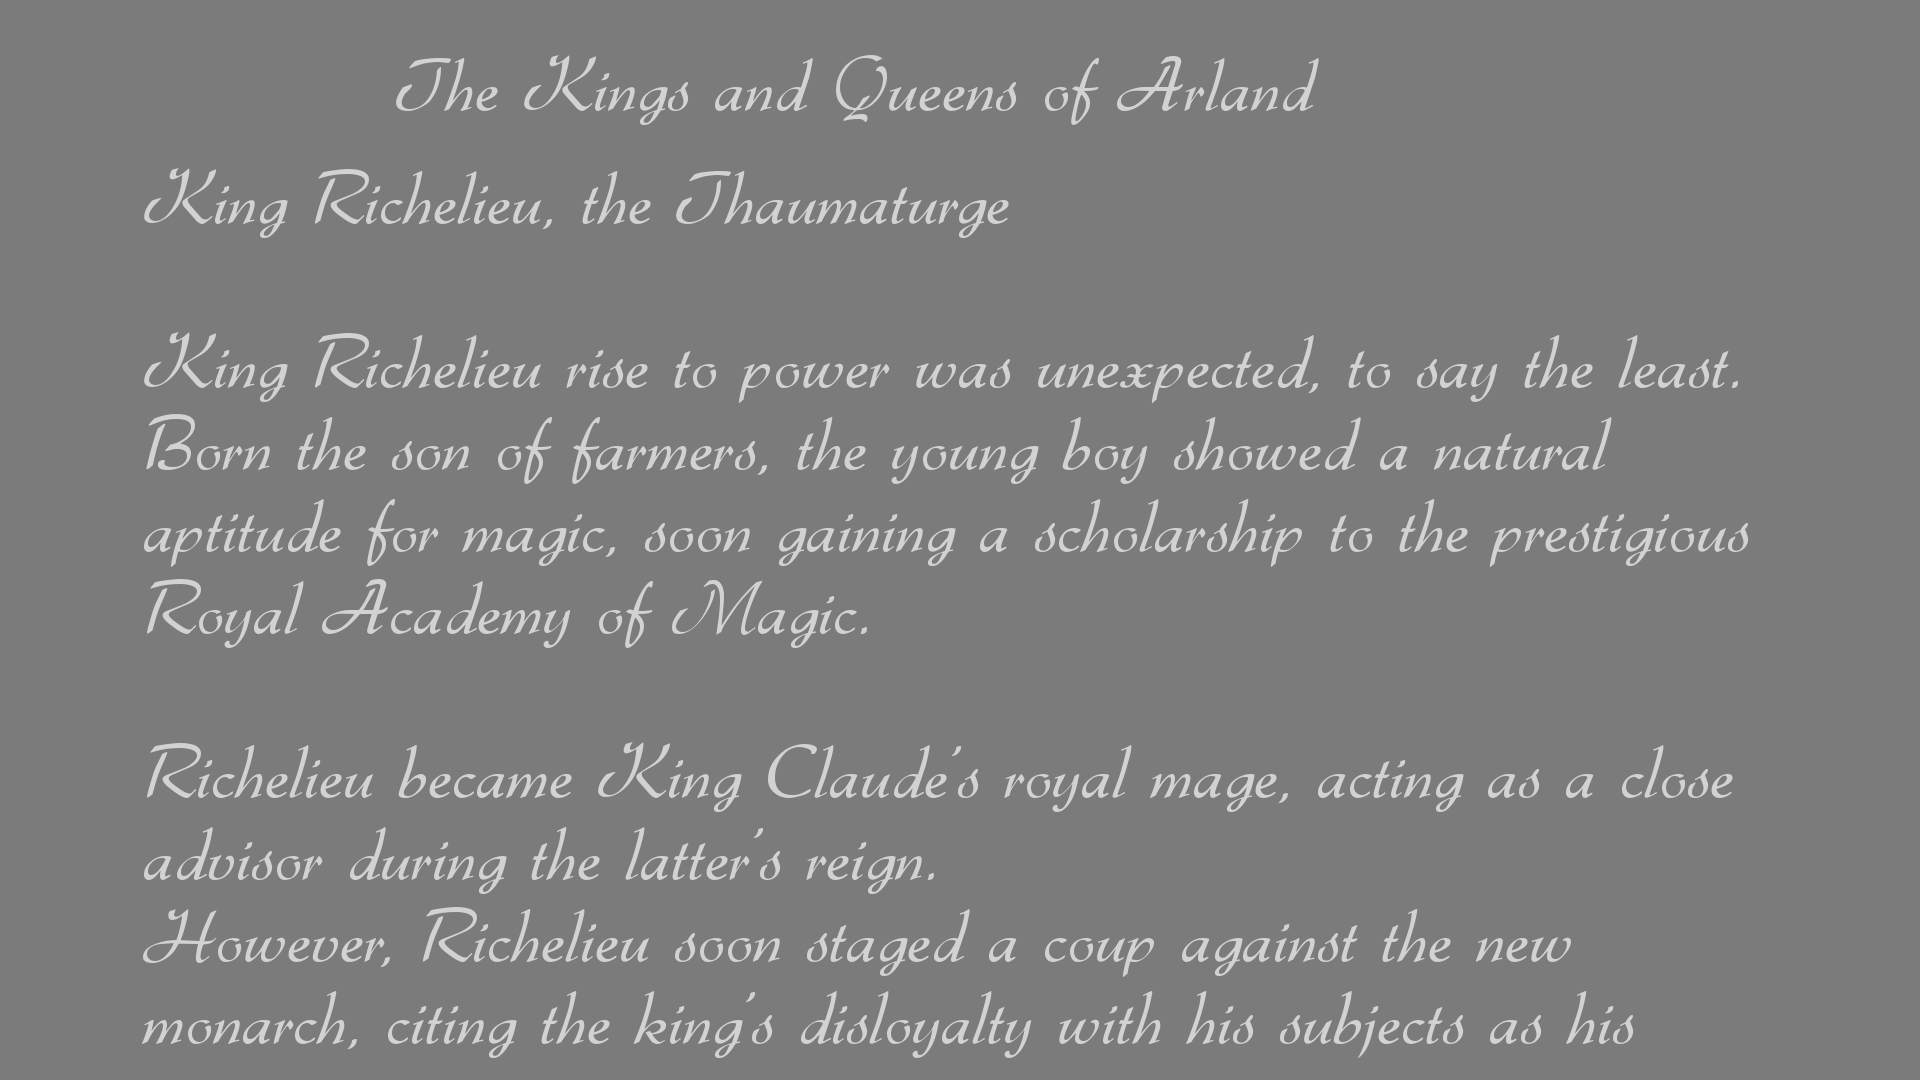 The Kings and Queens of Arland
King Richelieu, the Thaumaturge
King Richelieu rise to power was unexpected, to say the least.
Born the son of farmers, the young boy showed a natural
aptitude for magic, soon gaining a scholarship to the prestigious
Royal Academy of Magic.
Richelieu became King Claude's royal mage, acting as a close
advisor during the latter's reign.
However, Richelieu soon staged a coup against the new
monarch, citing the king's disloyalty with his subjects as his